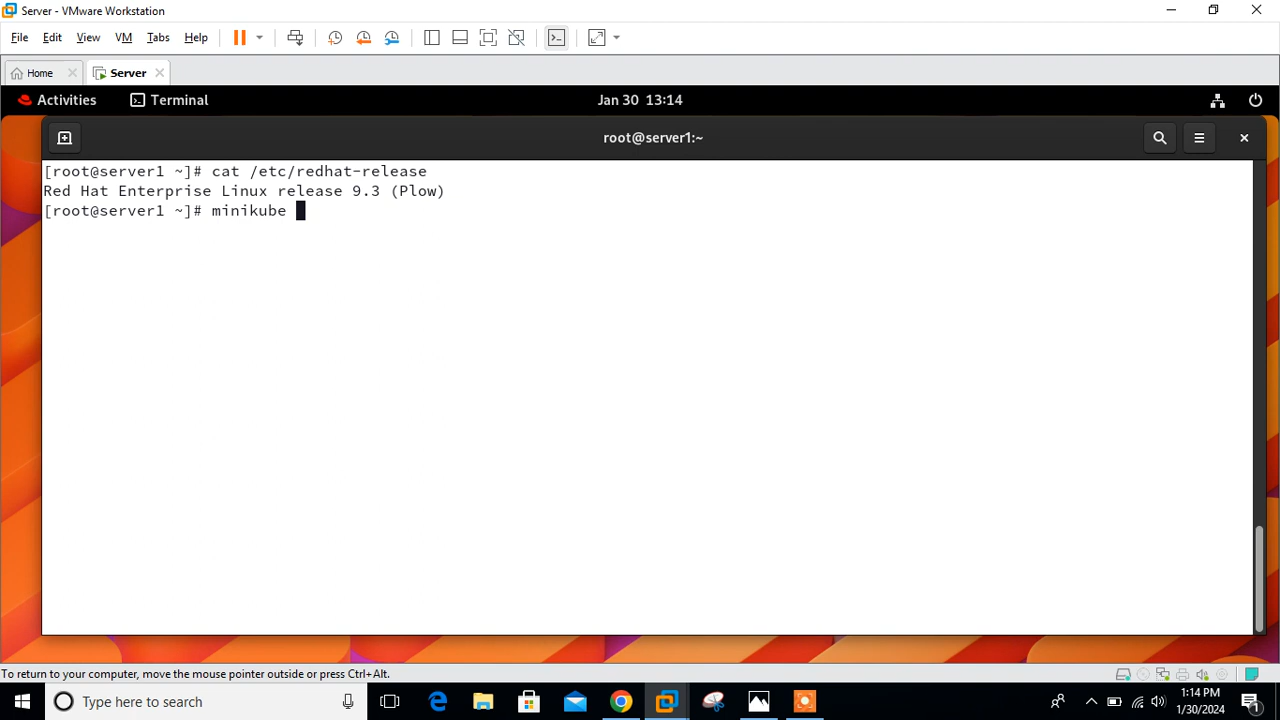 Server - VMware Workstation
File Edit View VM Tabs Help
Home Server
Activities Terminal Jan 30 13:14
root@server1:~
[root@server1 ~]# cat /etc/redhat-release
Red Hat Enterprise Linux release 9.3 (Plow)
[root@server1 ~]# minikube
To return to your computer, move the mouse pointer outside or press Ctrl+Alt.
Type here to search
1:14 PM
1/30/2024
1